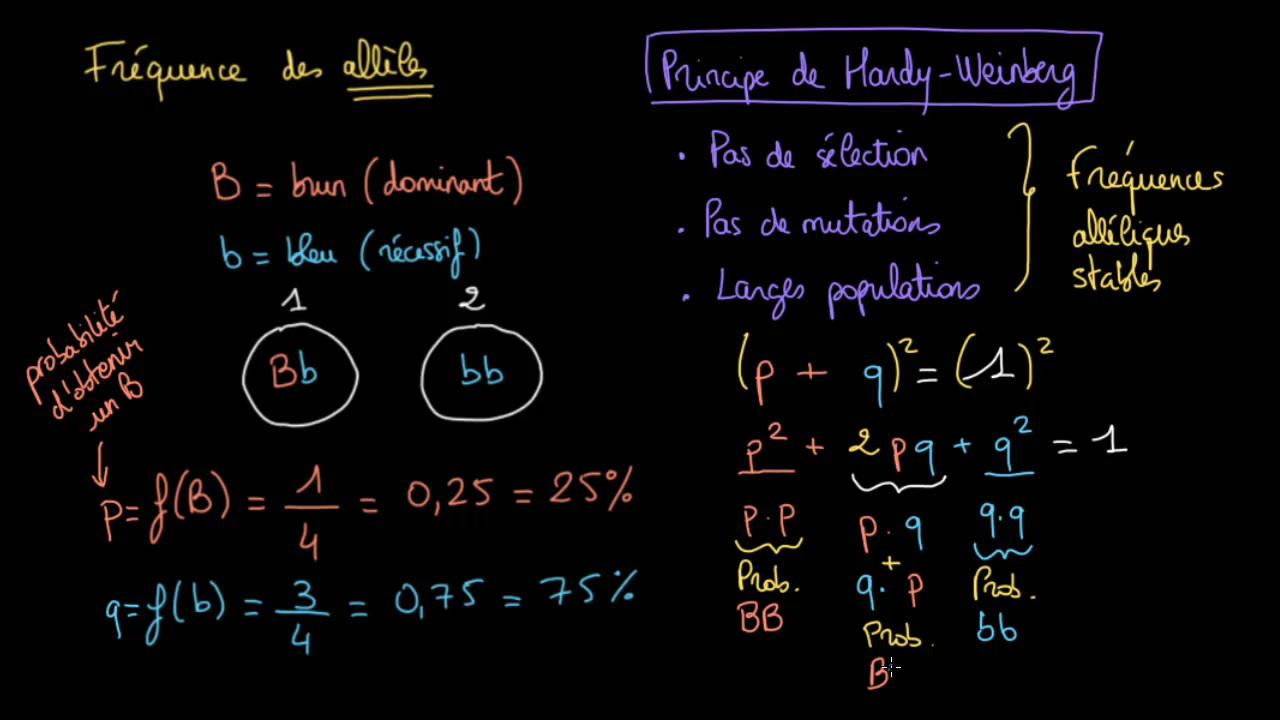 Fréquence des allèles
B = brun (dominant)
b = bleu (récessif)
1 2
Bb bb
probabilité
d'obtenir
un B
p = f(B) = 1/4 = 0,25 = 25%
q = f(b) = 3/4 = 0,75 = 75%
Principe de Hardy-Weinberg
• Pas de sélection
• Pas de mutations
• Larges populations
Fréquences
alléliques
stables
(p + q)² = (1)²
p² + 2pq + q² = 1
p·p p·q q·q
+
Prob. q·p Prob.
BB Prob. bb
B